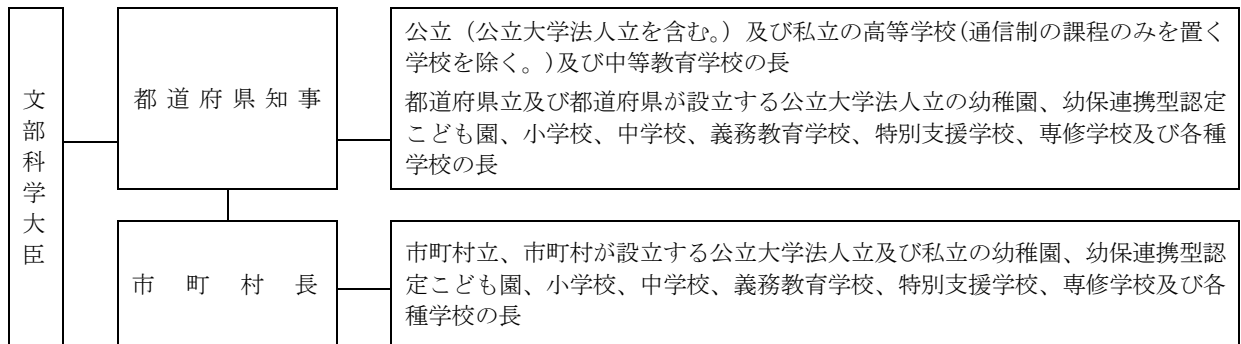 文部科学大臣
都道府県知事
公立（公立大学法人立を含む。）及び私立の高等学校(通信制の課程のみを置く
学校を除く。)及び中等教育学校の長
都道府県立及び都道府県が設立する公立大学法人立の幼稚園、幼保連携型認定
こども園、小学校、中学校、義務教育学校、特別支援学校、専修学校及び各種
学校の長
市町村長
市町村立、市町村が設立する公立大学法人立及び私立の幼稚園、幼保連携型認
定こども園、小学校、中学校、義務教育学校、特別支援学校、専修学校及び各
種学校の長